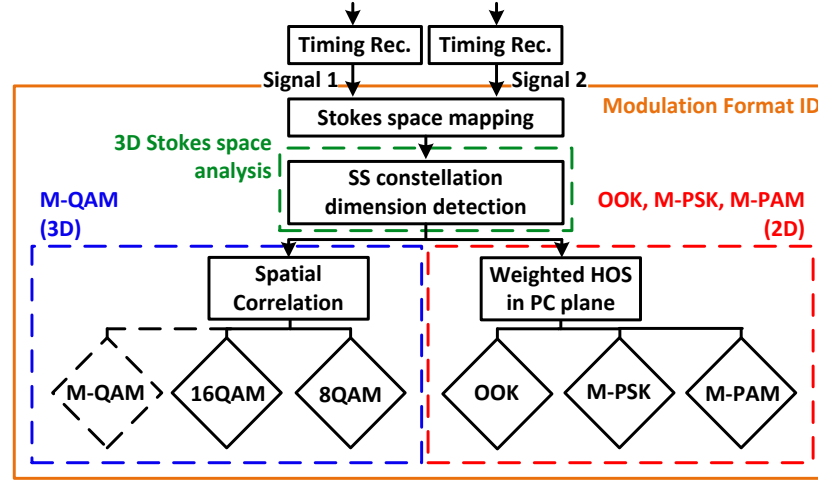 Timing Rec.
Timing Rec.
Signal 1
Signal 2
Modulation Format ID
Stokes space mapping
3D Stokes space
analysis
SS constellation
dimension detection
M-QAM
(3D)
OOK, M-PSK, M-PAM
(2D)
Spatial
Correlation
Weighted HOS
in PC plane
M-QAM
16QAM
8QAM
OOK
M-PSK
M-PAM